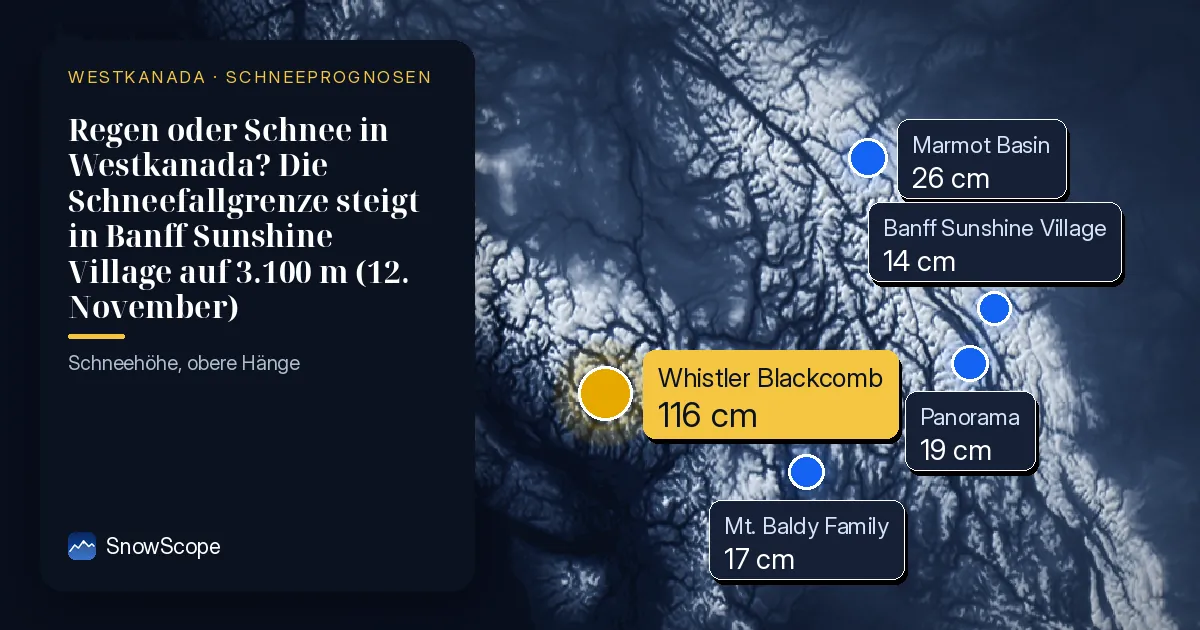 WESTKANADA · SCHNEEPROGNOSEN
Regen oder Schnee in
Westkanada? Die
Schneefallgrenze steigt
in Banff Sunshine
Village auf 3.100 m (12.
November)
Schneehöhe, obere Hänge
SnowScope
Marmot Basin
26 cm
Banff Sunshine Village
14 cm
Whistler Blackcomb
116 cm
Panorama
19 cm
Mt. Baldy Family
17 cm